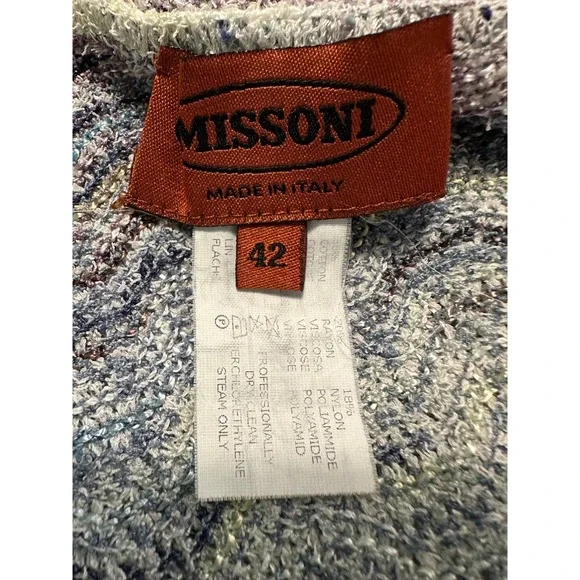 MISSONI
MADE IN ITALY
42
LIN
FLACHS
COTTON
RAYON
VISCOSA
VISCOSE
VISCOSE
18%
NYLON
POLIAMMIDE
POLYAMIDE
POLYAMID
PROFESSIONALLY
DRY CLEAN
PERCHLORETHYLENE
STEAM ONLY